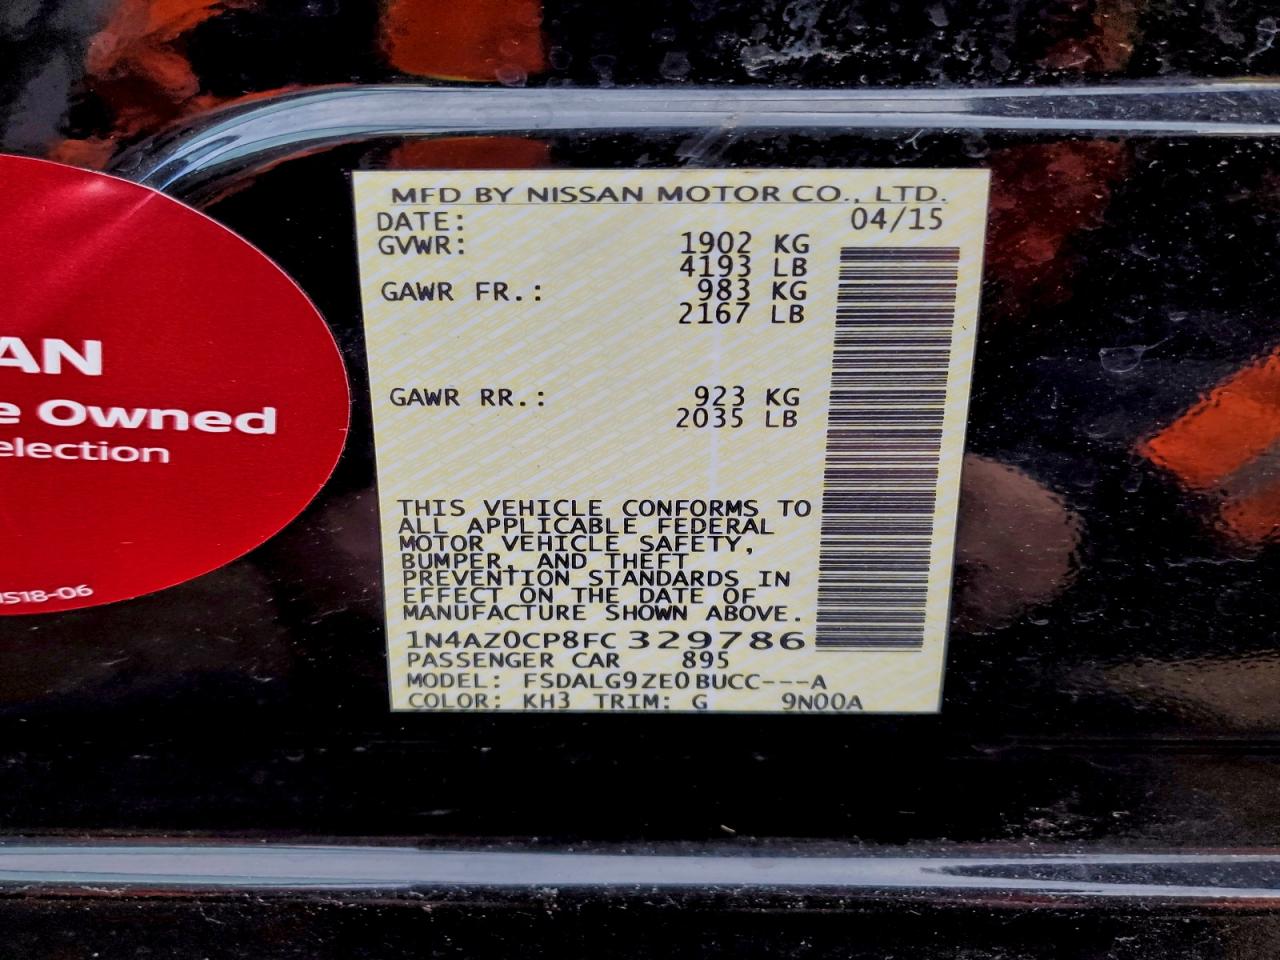 MFD BY NISSAN MOTOR CO., LTD.
DATE: 04/15
GVWR: 1902 KG
4193 LB
GAWR FR.: 983 KG
2167 LB
GAWR RR.: 923 KG
2035 LB
THIS VEHICLE CONFORMS TO
ALL APPLICABLE FEDERAL
MOTOR VEHICLE SAFETY,
BUMPER, AND THEFT
PREVENTION STANDARDS IN
EFFECT ON THE DATE OF
MANUFACTURE SHOWN ABOVE.
1N4AZ0CP8FC329786
PASSENGER CAR 895
MODEL: FSDALG9ZE0BUCC---A
COLOR: KH3 TRIM: G 9N00A
AN
e Owned
election
IS18-06